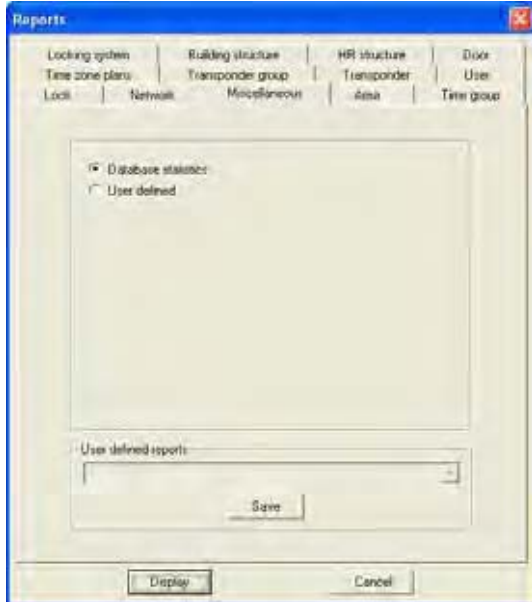 Reports
Locking system Building structure HR structure Door
Time zone plans Transponder group Transponder User
Lock Network Miscellaneous Area Time group
Database statistics
User defined
User defined reports
Save
Display Cancel